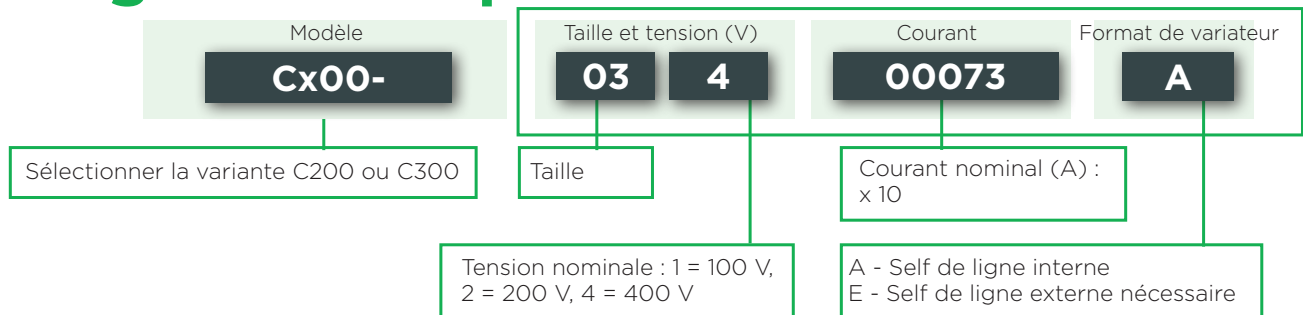 Modèle
Taille et tension (V)
Courant
Format de variateur
Cx00-
03
4
00073
A
Sélectionner la variante C200 ou C300
Taille
Courant nominal (A) :
x 10
Tension nominale : 1 = 100 V,
2 = 200 V, 4 = 400 V
A - Self de ligne interne
E - Self de ligne externe nécessaire